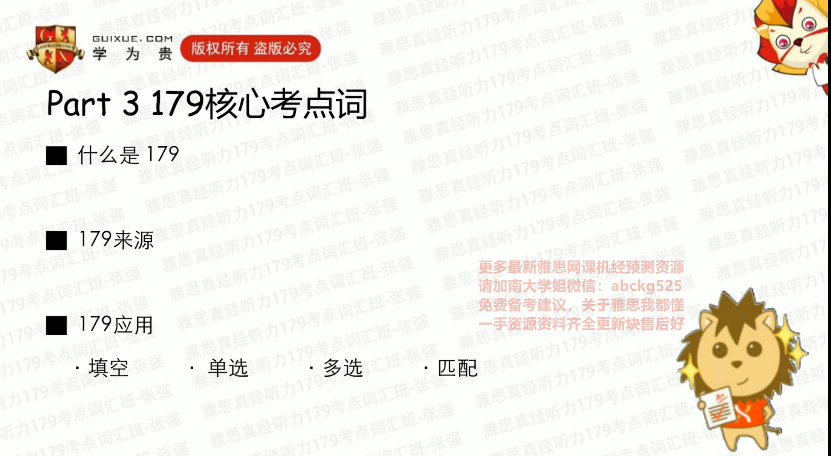 GUIXUE.COM
学为贵
版权所有 盗版必究
Part 3 179核心考点词
什么是 179
179来源
更多最新雅思网课机经预测资源
请加南大学姐微信：abckg525
免费备考建议，关于雅思我都懂
一手资源资料齐全更新块售后好
179应用
· 填空 · 单选 · 多选 · 匹配
雅思真经听力179考点词汇班-张强